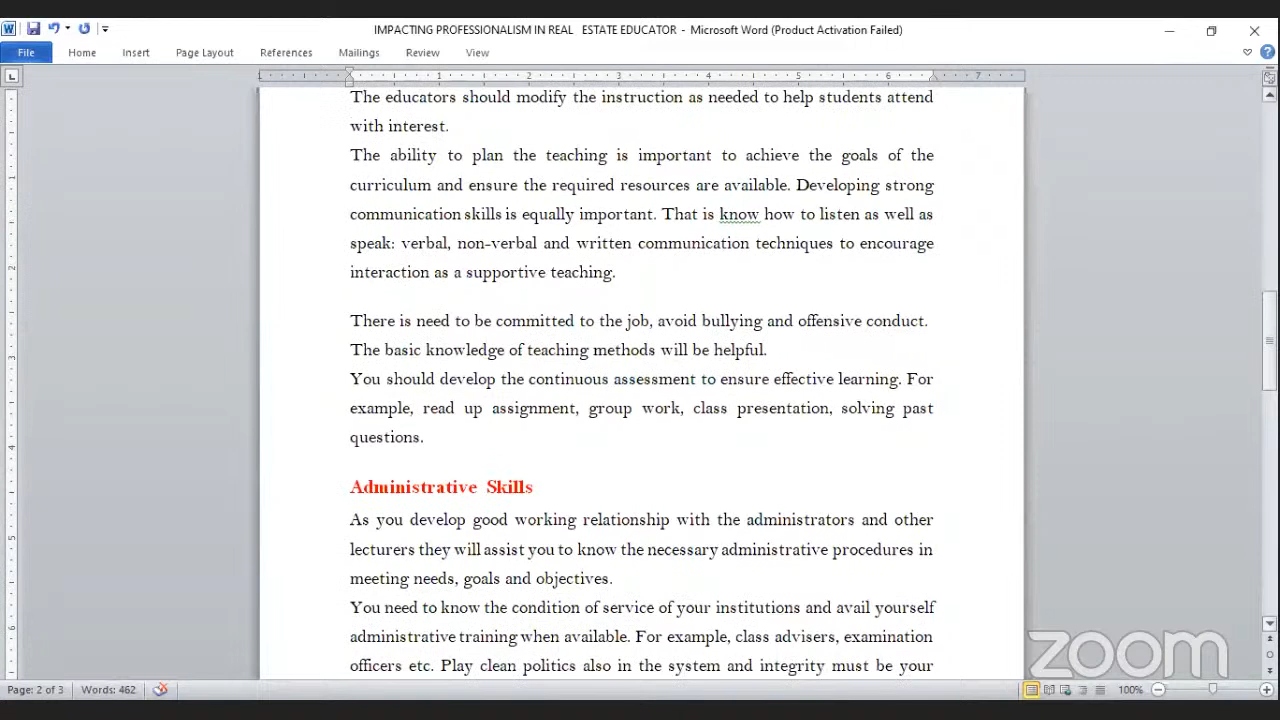 IMPACTING PROFESSIONALISM IN REAL ESTATE EDUCATOR - Microsoft Word (Product Activation Failed)
File Home Insert Page Layout References Mailings Review View
1 1 2 3 4 5 6 7
The educators should modify the instruction as needed to help students attend
with interest.
The ability to plan the teaching is important to achieve the goals of the
curriculum and ensure the required resources are available. Developing strong
communication skills is equally important. That is know how to listen as well as
speak: verbal, non-verbal and written communication techniques to encourage
interaction as a supportive teaching.
There is need to be committed to the job, avoid bullying and offensive conduct.
The basic knowledge of teaching methods will be helpful.
You should develop the continuous assessment to ensure effective learning. For
example, read up assignment, group work, class presentation, solving past
questions.
Administrative Skills
As you develop good working relationship with the administrators and other
lecturers they will assist you to know the necessary administrative procedures in
meeting needs, goals and objectives.
You need to know the condition of service of your institutions and avail yourself
administrative training when available. For example, class advisers, examination
officers etc. Play clean politics also in the system and integrity must be your
zoom
Page: 2 of 3 Words: 462 100%